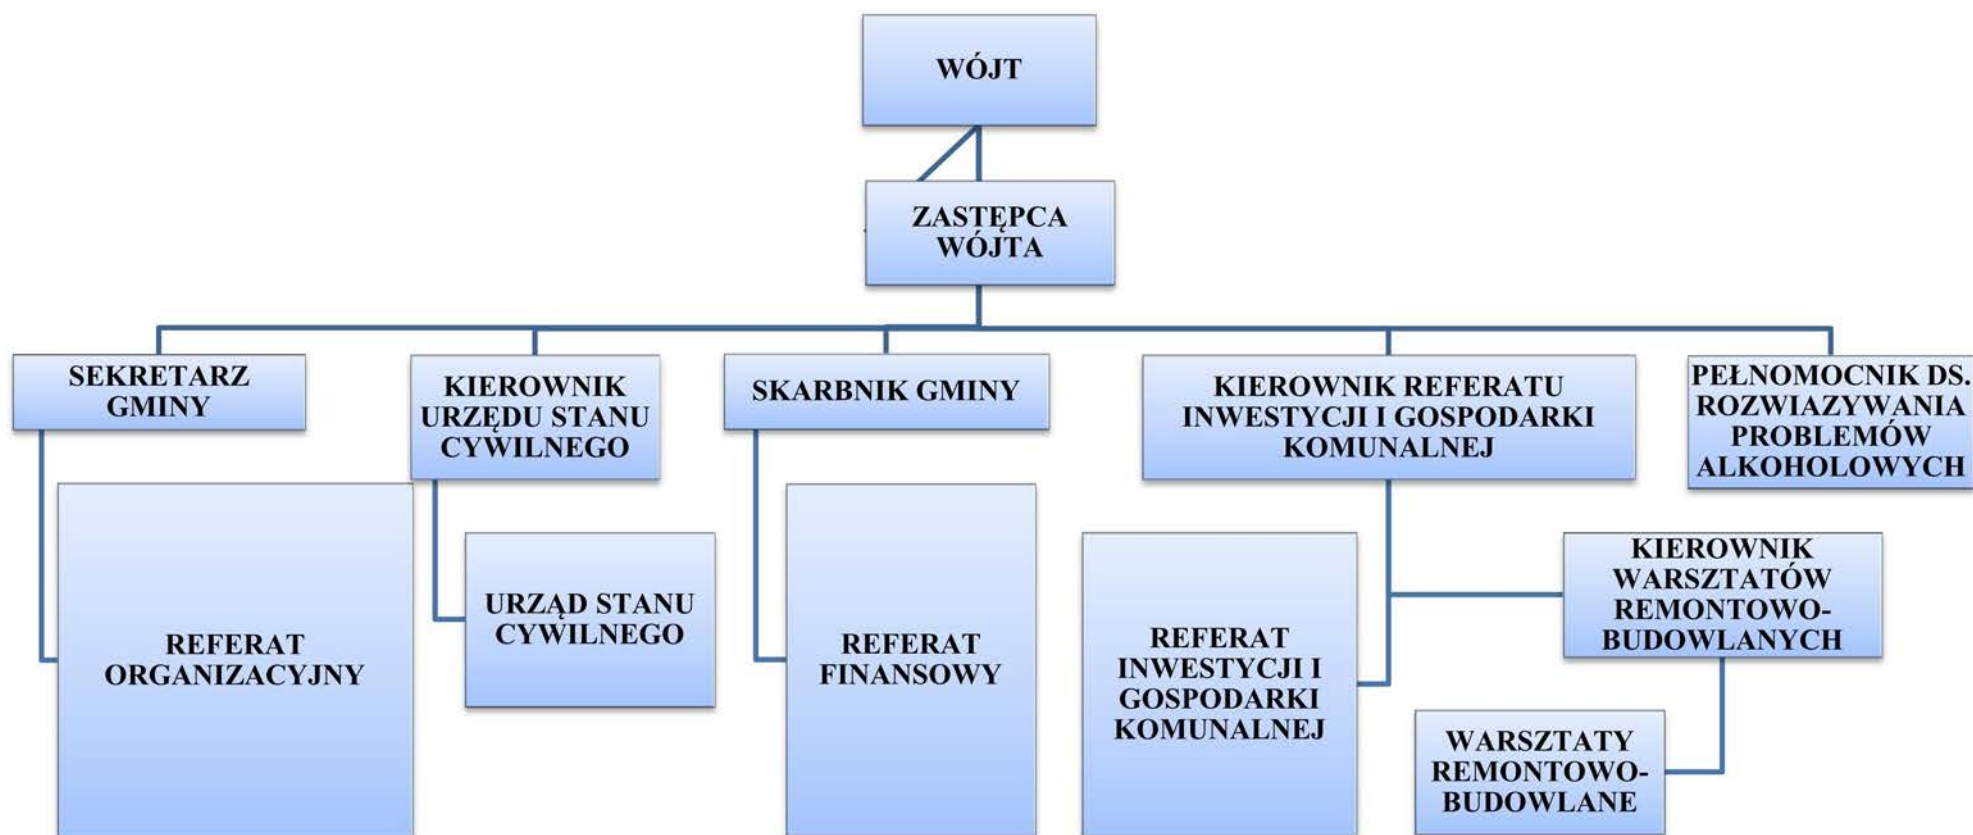 WÓJT
ZASTĘPCA
WÓJTA
SEKRETARZ
GMINY
KIEROWNIK
URZĘDU STANU
CYWILNEGO
SKARBNIK GMINY
KIEROWNIK REFERATU
INWESTYCJI I GOSPODARKI
KOMUNALNEJ
PEŁNOMOCNIK DS.
ROZWIAZYWANIA
PROBLEMÓW
ALKOHOLOWYCH
REFERAT
ORGANIZACYJNY
URZĄD STANU
CYWILNEGO
REFERAT
FINANSOWY
REFERAT
INWESTYCJI I
GOSPODARKI
KOMUNALNEJ
KIEROWNIK
WARSZTATÓW
REMONTOWO-
BUDOWLANYCH
WARSZTATY
REMONTOWO-
BUDOWLANE